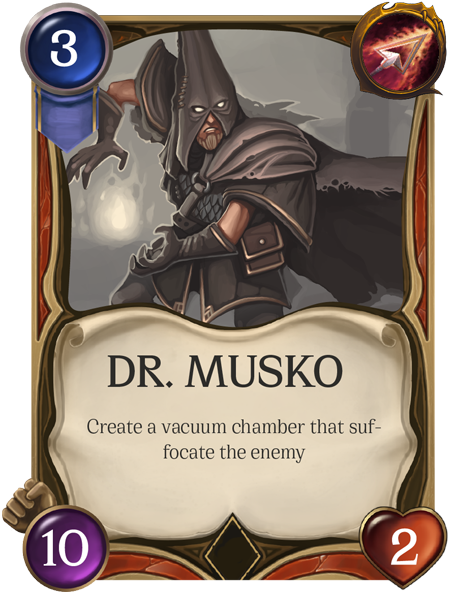 3
DR. MUSKO
Create a vacuum chamber that suf-
focate the enemy
10
2